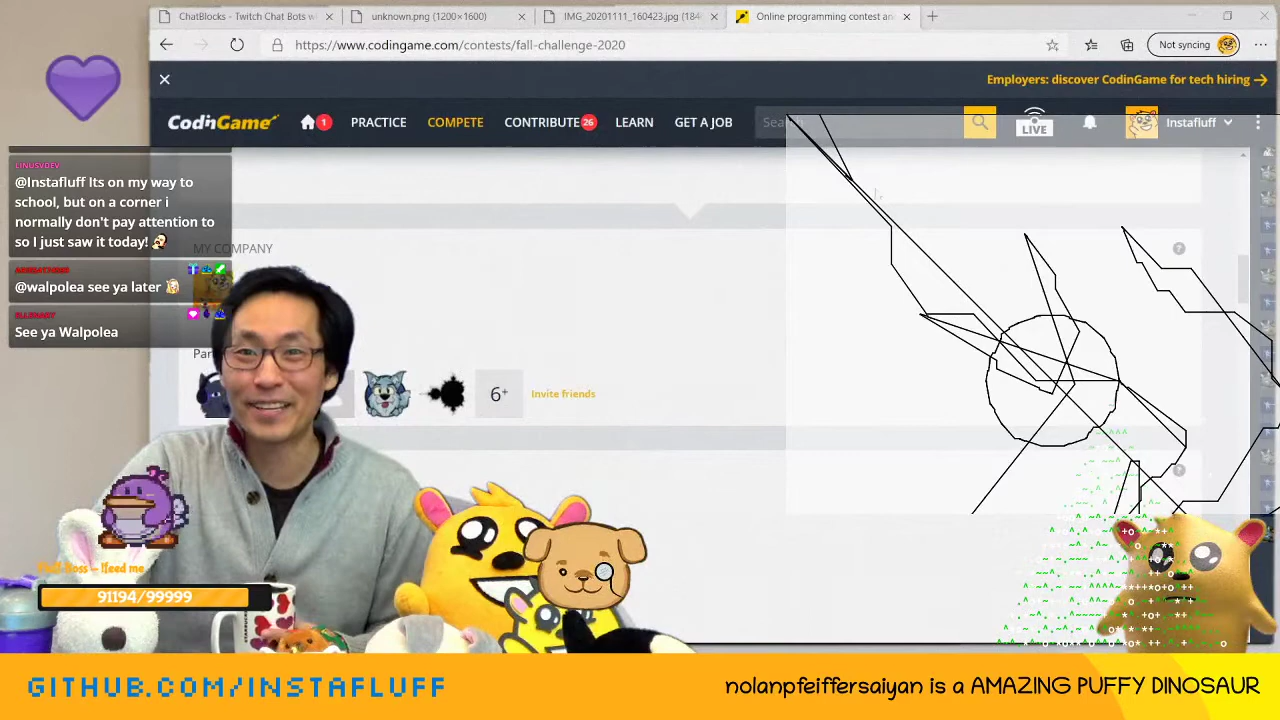 ChatBlocks - Twitch Chat Bots w
unknown.png (1200×1600)
IMG_20201111_160423.jpg (184
Online programming contest an
https://www.codingame.com/contests/fall-challenge-2020
Not syncing
Employers: discover CodinGame for tech hiring
CodinGame
1
PRACTICE
COMPETE
CONTRIBUTE 26
LEARN
GET A JOB
Search
LIVE
Instafluff
LINUSVDEV
@Instafluff Its on my way to
school, but on a corner i
normally don't pay attention to
so I just saw it today!
MY COMPANY
@walpolea see ya later
See ya Walpolea
6+
Invite friends
91194/99999
GITHUB.COM/INSTAFLUFF
nolanpfeiffersaiyan is a AMAZING PUFFY DINOSAUR